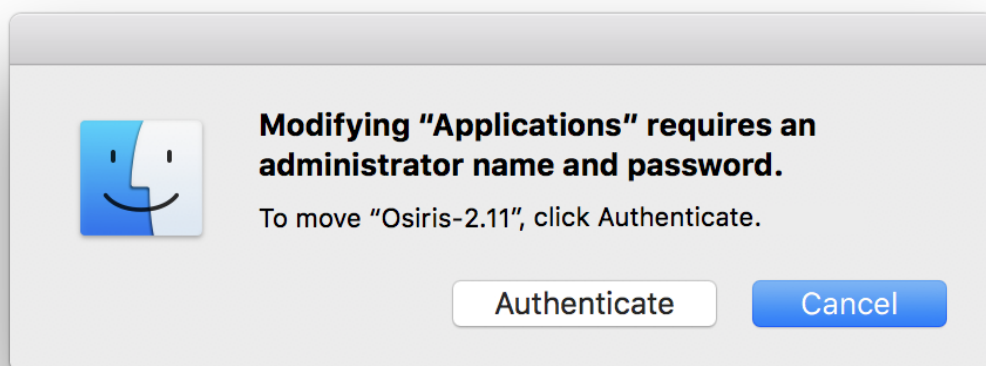 Modifying “Applications” requires an
administrator name and password.
To move “Osiris-2.11”, click Authenticate.
Authenticate
Cancel